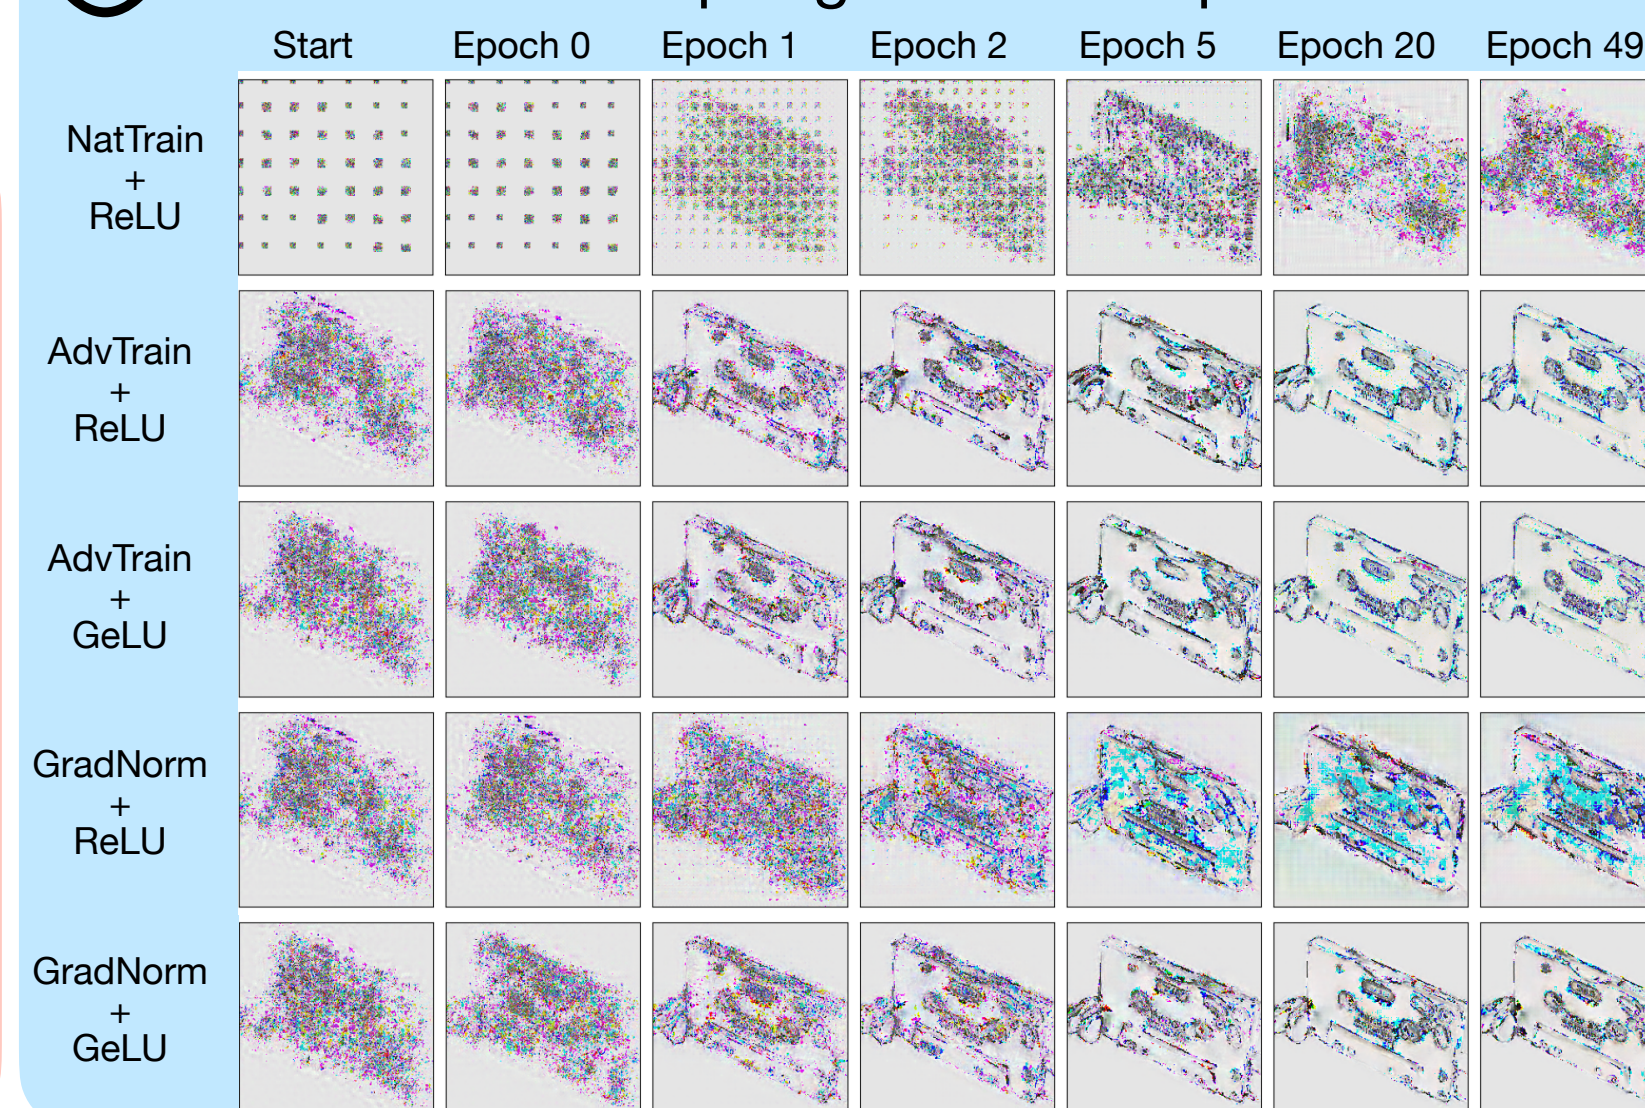 Start Epoch 0 Epoch 1 Epoch 2 Epoch 5 Epoch 20 Epoch 49
NatTrain
+
ReLU
AdvTrain
+
ReLU
AdvTrain
+
GeLU
GradNorm
+
ReLU
GradNorm
+
GeLU